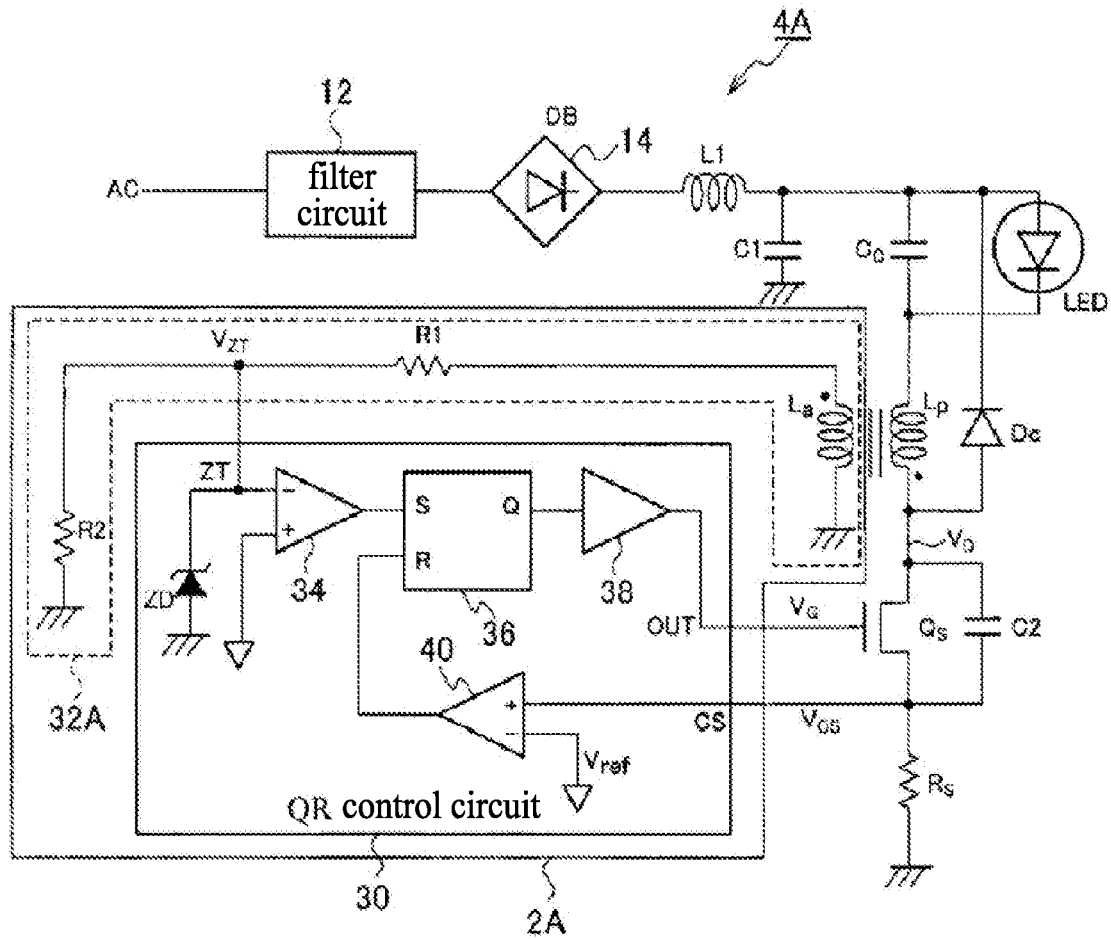 4A
12
DB
14
L1
AC
filter
circuit
C1
C0
LED
VZT
R1
La
Lp
Dc
ZT
S
Q
R2
R
ZD
34
36
38
VD
OUT
VG
QS
C2
32A
40
CS
VCS
Vref
RS
QR control circuit
30
2A